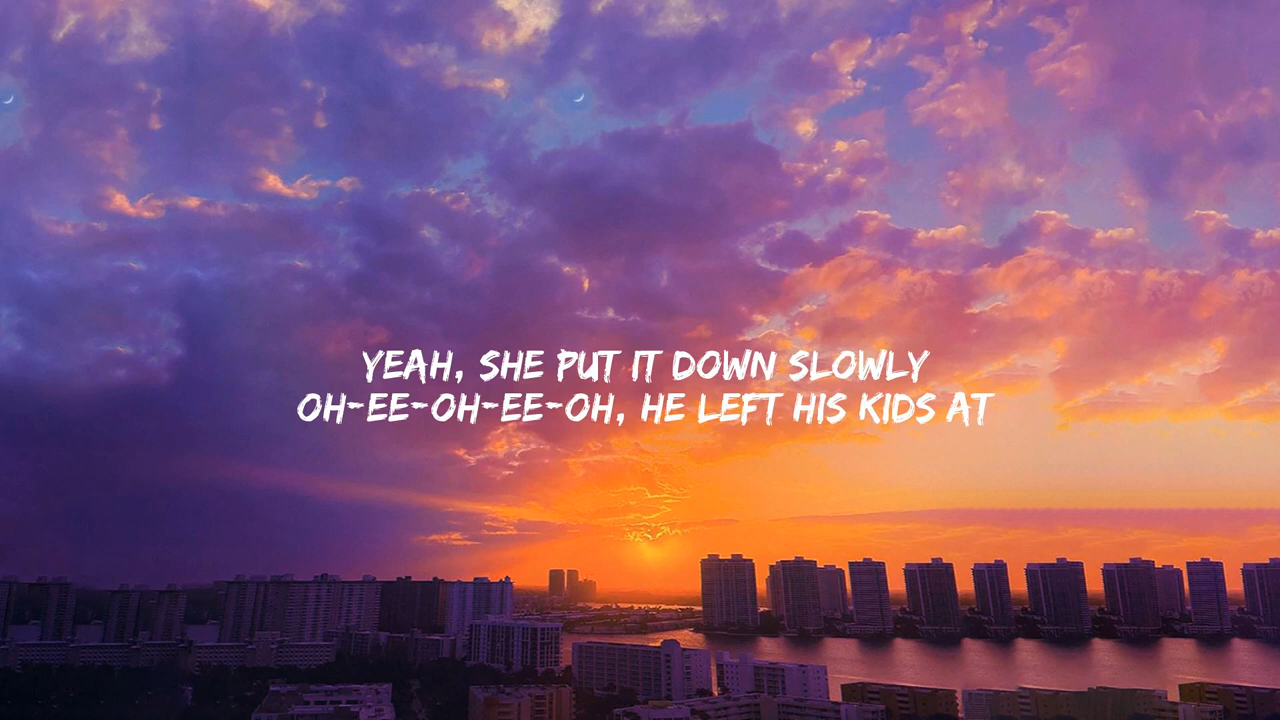 YEAH, SHE PUT IT DOWN SLOWLY
OH-EE-OH-EE-OH, HE LEFT HIS KIDS AT